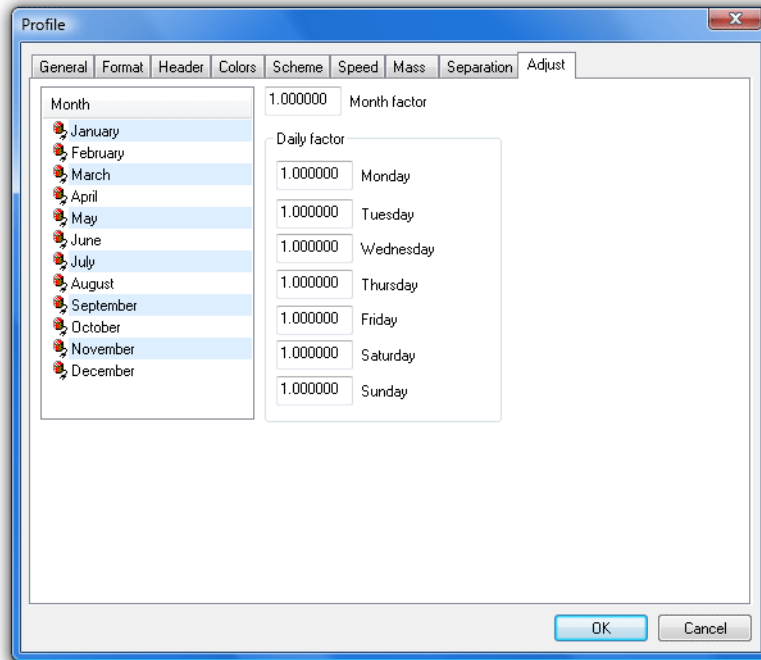 Profile
General Format Header Colors Scheme Speed Mass Separation Adjust
Month
January
February
March
April
May
June
July
August
September
October
November
December
1.000000 Month factor
Daily factor
1.000000 Monday
1.000000 Tuesday
1.000000 Wednesday
1.000000 Thursday
1.000000 Friday
1.000000 Saturday
1.000000 Sunday
OK Cancel